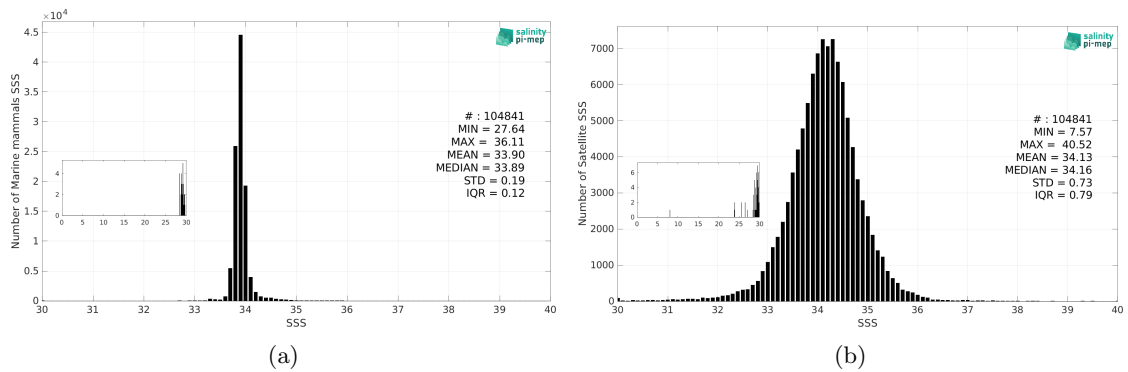 ×10⁴
4.5
4
3.5
3
2.5
2
1.5
1
0.5
0
Number of Marine mammals SSS
salinity
pi-mep
# : 104841
MIN = 27.64
MAX = 36.11
MEAN = 33.90
MEDIAN = 33.89
STD = 0.19
IQR = 0.12
4
2
0
0 5 10 15 20 25 30
30 31 32 33 34 35 36 37 38 39 40
SSS
(a)
7000
6000
5000
4000
3000
2000
1000
0
Number of Satellite SSS
salinity
pi-mep
# : 104841
MIN = 7.57
MAX = 40.52
MEAN = 34.13
MEDIAN = 34.16
STD = 0.73
IQR = 0.79
6
4
2
0
0 5 10 15 20 25 30
30 31 32 33 34 35 36 37 38 39 40
SSS
(b)